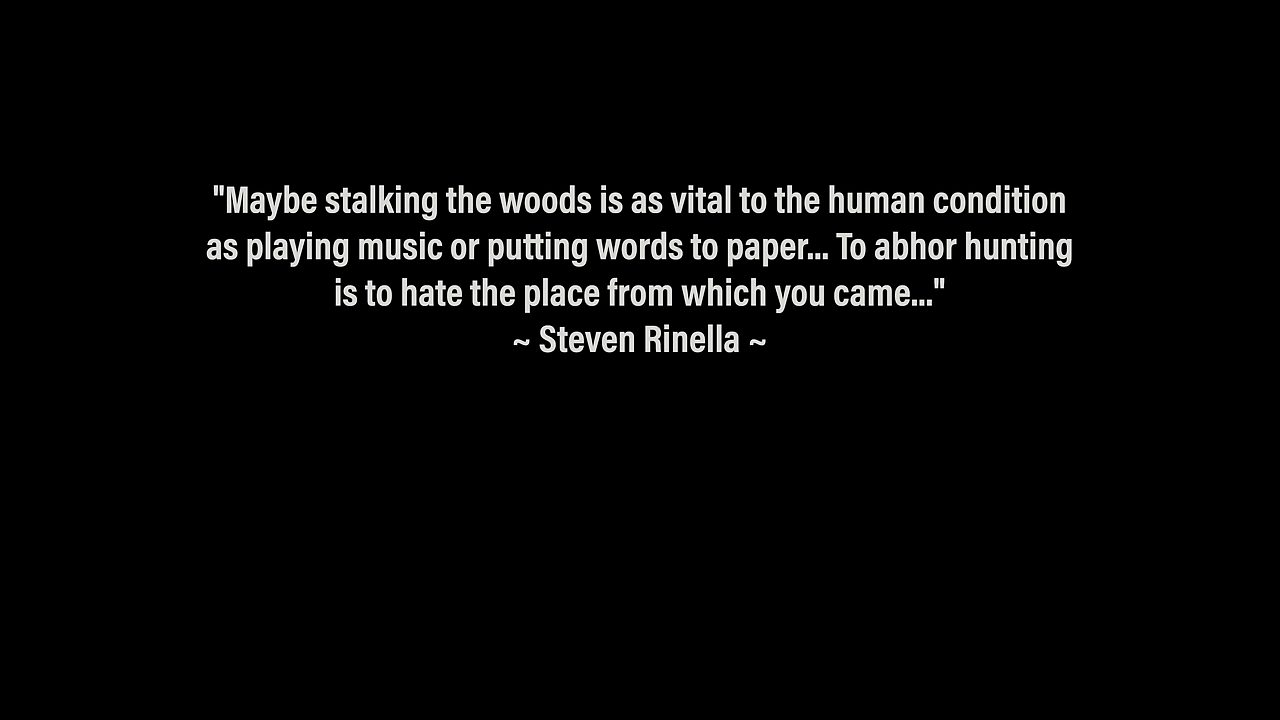 "Maybe stalking the woods is as vital to the human condition
as playing music or putting words to paper... To abhor hunting
is to hate the place from which you came..."
~ Steven Rinella ~